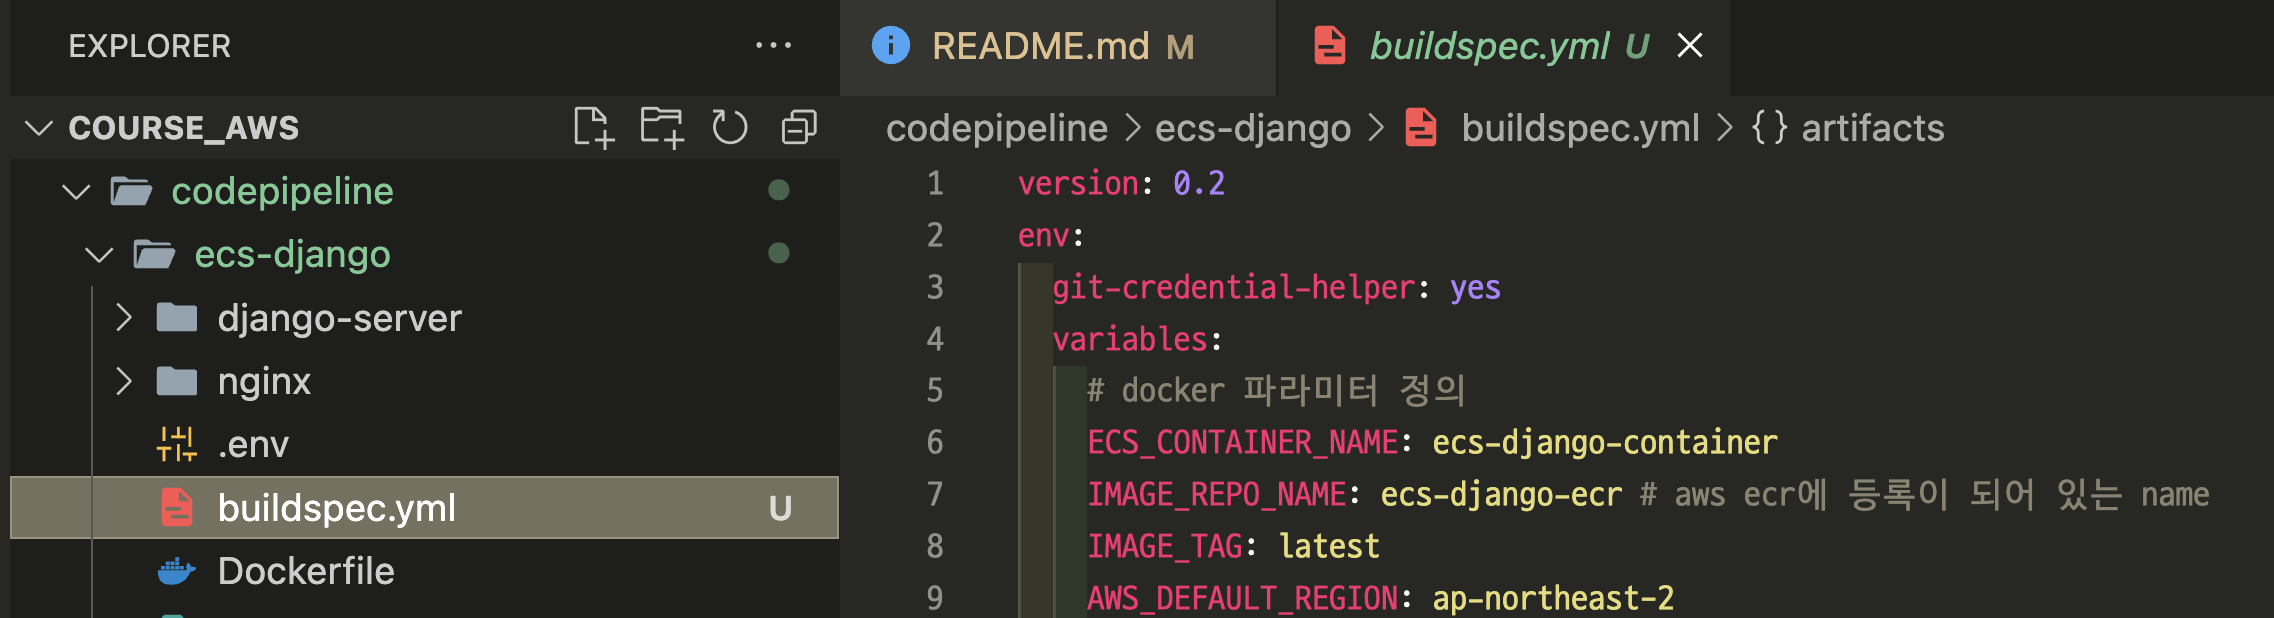 EXPLORER ...
COURSE_AWS
codepipeline
ecs-django
django-server
nginx
.env
buildspec.yml U
Dockerfile
README.md M
buildspec.yml U
codepipeline > ecs-django > buildspec.yml > {} artifacts
1 version: 0.2
2 env:
3 git-credential-helper: yes
4 variables:
5 # docker 파라미터 정의
6 ECS_CONTAINER_NAME: ecs-django-container
7 IMAGE_REPO_NAME: ecs-django-ecr # aws ecr에 등록이 되어 있는 name
8 IMAGE_TAG: latest
9 AWS_DEFAULT_REGION: ap-northeast-2